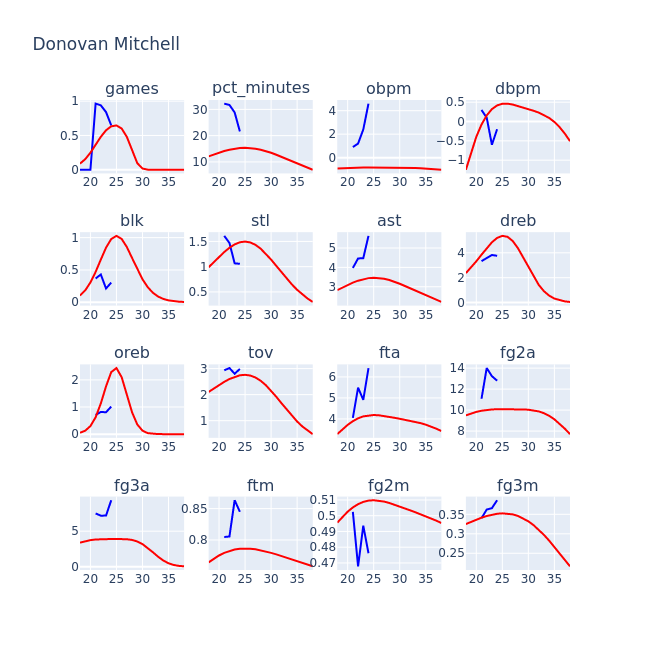 Donovan Mitchell
games pct_minutes obpm dbpm
1 0.5 0
30 20 10
4 2 0
0.5 0 −0.5 −1
20 25 30 35 20 25 30 35 20 25 30 35 20 25 30 35
blk stl ast dreb
1 0.5 0
1.5 1 0.5
5 4 3
4 2 0
20 25 30 35 20 25 30 35 20 25 30 35 20 25 30 35
oreb tov fta fg2a
2 1 0
3 2 1
6 5 4
14 12 10 8
20 25 30 35 20 25 30 35 20 25 30 35 20 25 30 35
fg3a ftm fg2m fg3m
5 0
0.85 0.8
0.51 0.5 0.49 0.48 0.47
0.35 0.3 0.25
20 25 30 35 20 25 30 35 20 25 30 35 20 25 30 35